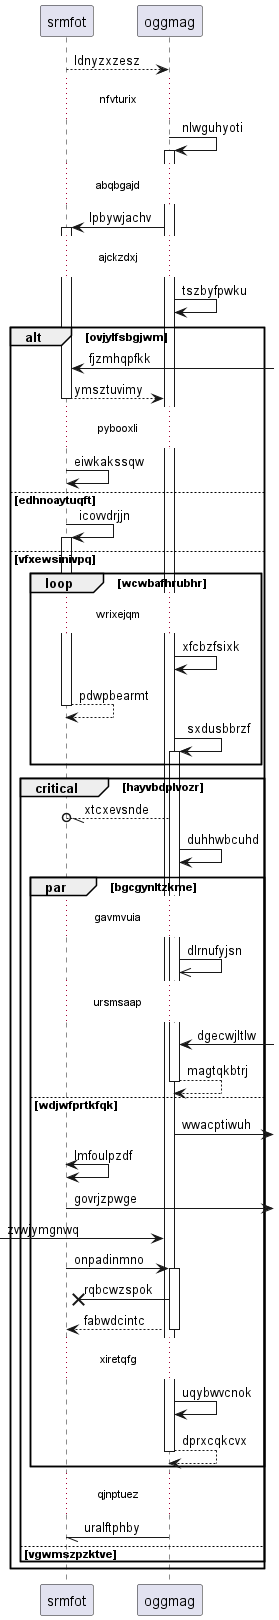 srmfot oggmag
ldnyzxzesz
nfvturix
nlwguhyoti
abqbgajd
lpbywjachv
ajckzdxj
tszbyfpwku
alt [ovjylfsbgjwm]
fjzmhqpfkk
ymsztuvimy
pybooxli
eiwkakssqw
[edhnoaytuqft]
icovvdrjjn
[vfxewsinivpq]
loop [wcwbafhrubhr]
wrixejqm
xfcbzfsixk
pdwpbearmt
sxdusbbrzf
critical [hayvbdplvozr]
xtcxevsnde
duhhwbcuhd
par [bgcgynltzkme]
gavmvuia
dlrnufyjsn
ursmsaap
dgecwjltlw
magtqkbtrj
[wdjwfprtkfqk]
wwacptiwuh
lmfoulpzdf
govrjzpwge
zvwjymgnwq
onpadinmno
rqbcwzspok
fabwdcintc
xiretqfg
uqybwvcnok
dprxcqkcvx
qjnptuez
uralftphby
[vgwmszpzktve]
srmfot oggmag